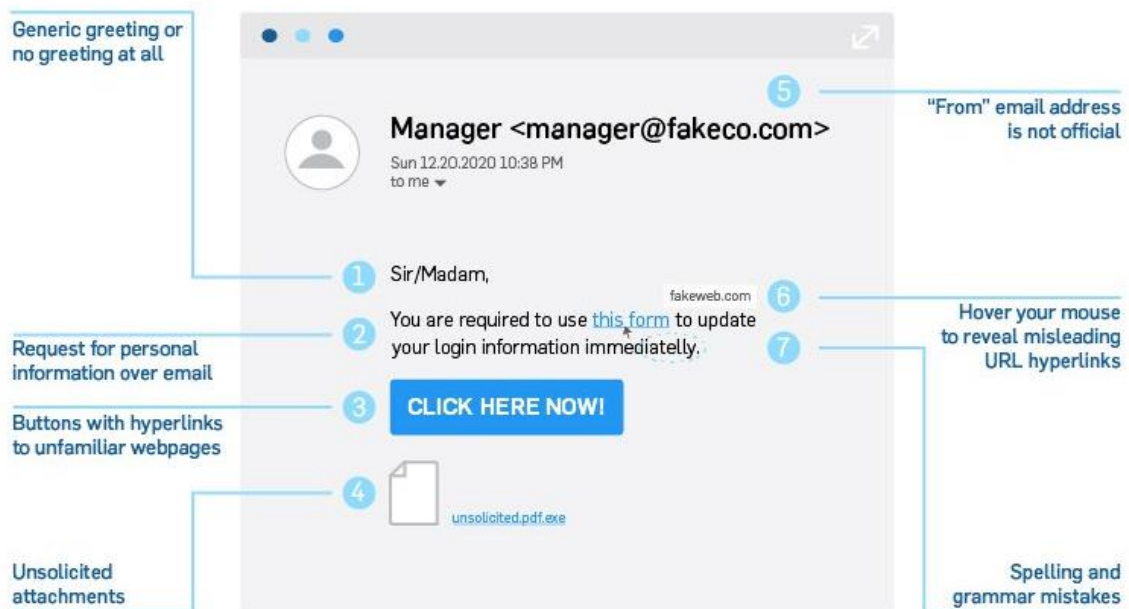 Generic greeting or
no greeting at all
5
"From" email address
is not official
Manager <manager@fakeco.com>
Sun 12.20.2020 10:38 PM
to me
1
Sir/Madam,
fakeweb.com
6
Hover your mouse
to reveal misleading
URL hyperlinks
2
You are required to use this form to update
your login information immediatelly.
7
Request for personal
information over email
3
CLICK HERE NOW!
Buttons with hyperlinks
to unfamiliar webpages
4
unsolicited.pdf.exe
Unsolicited
attachments
Spelling and
grammar mistakes